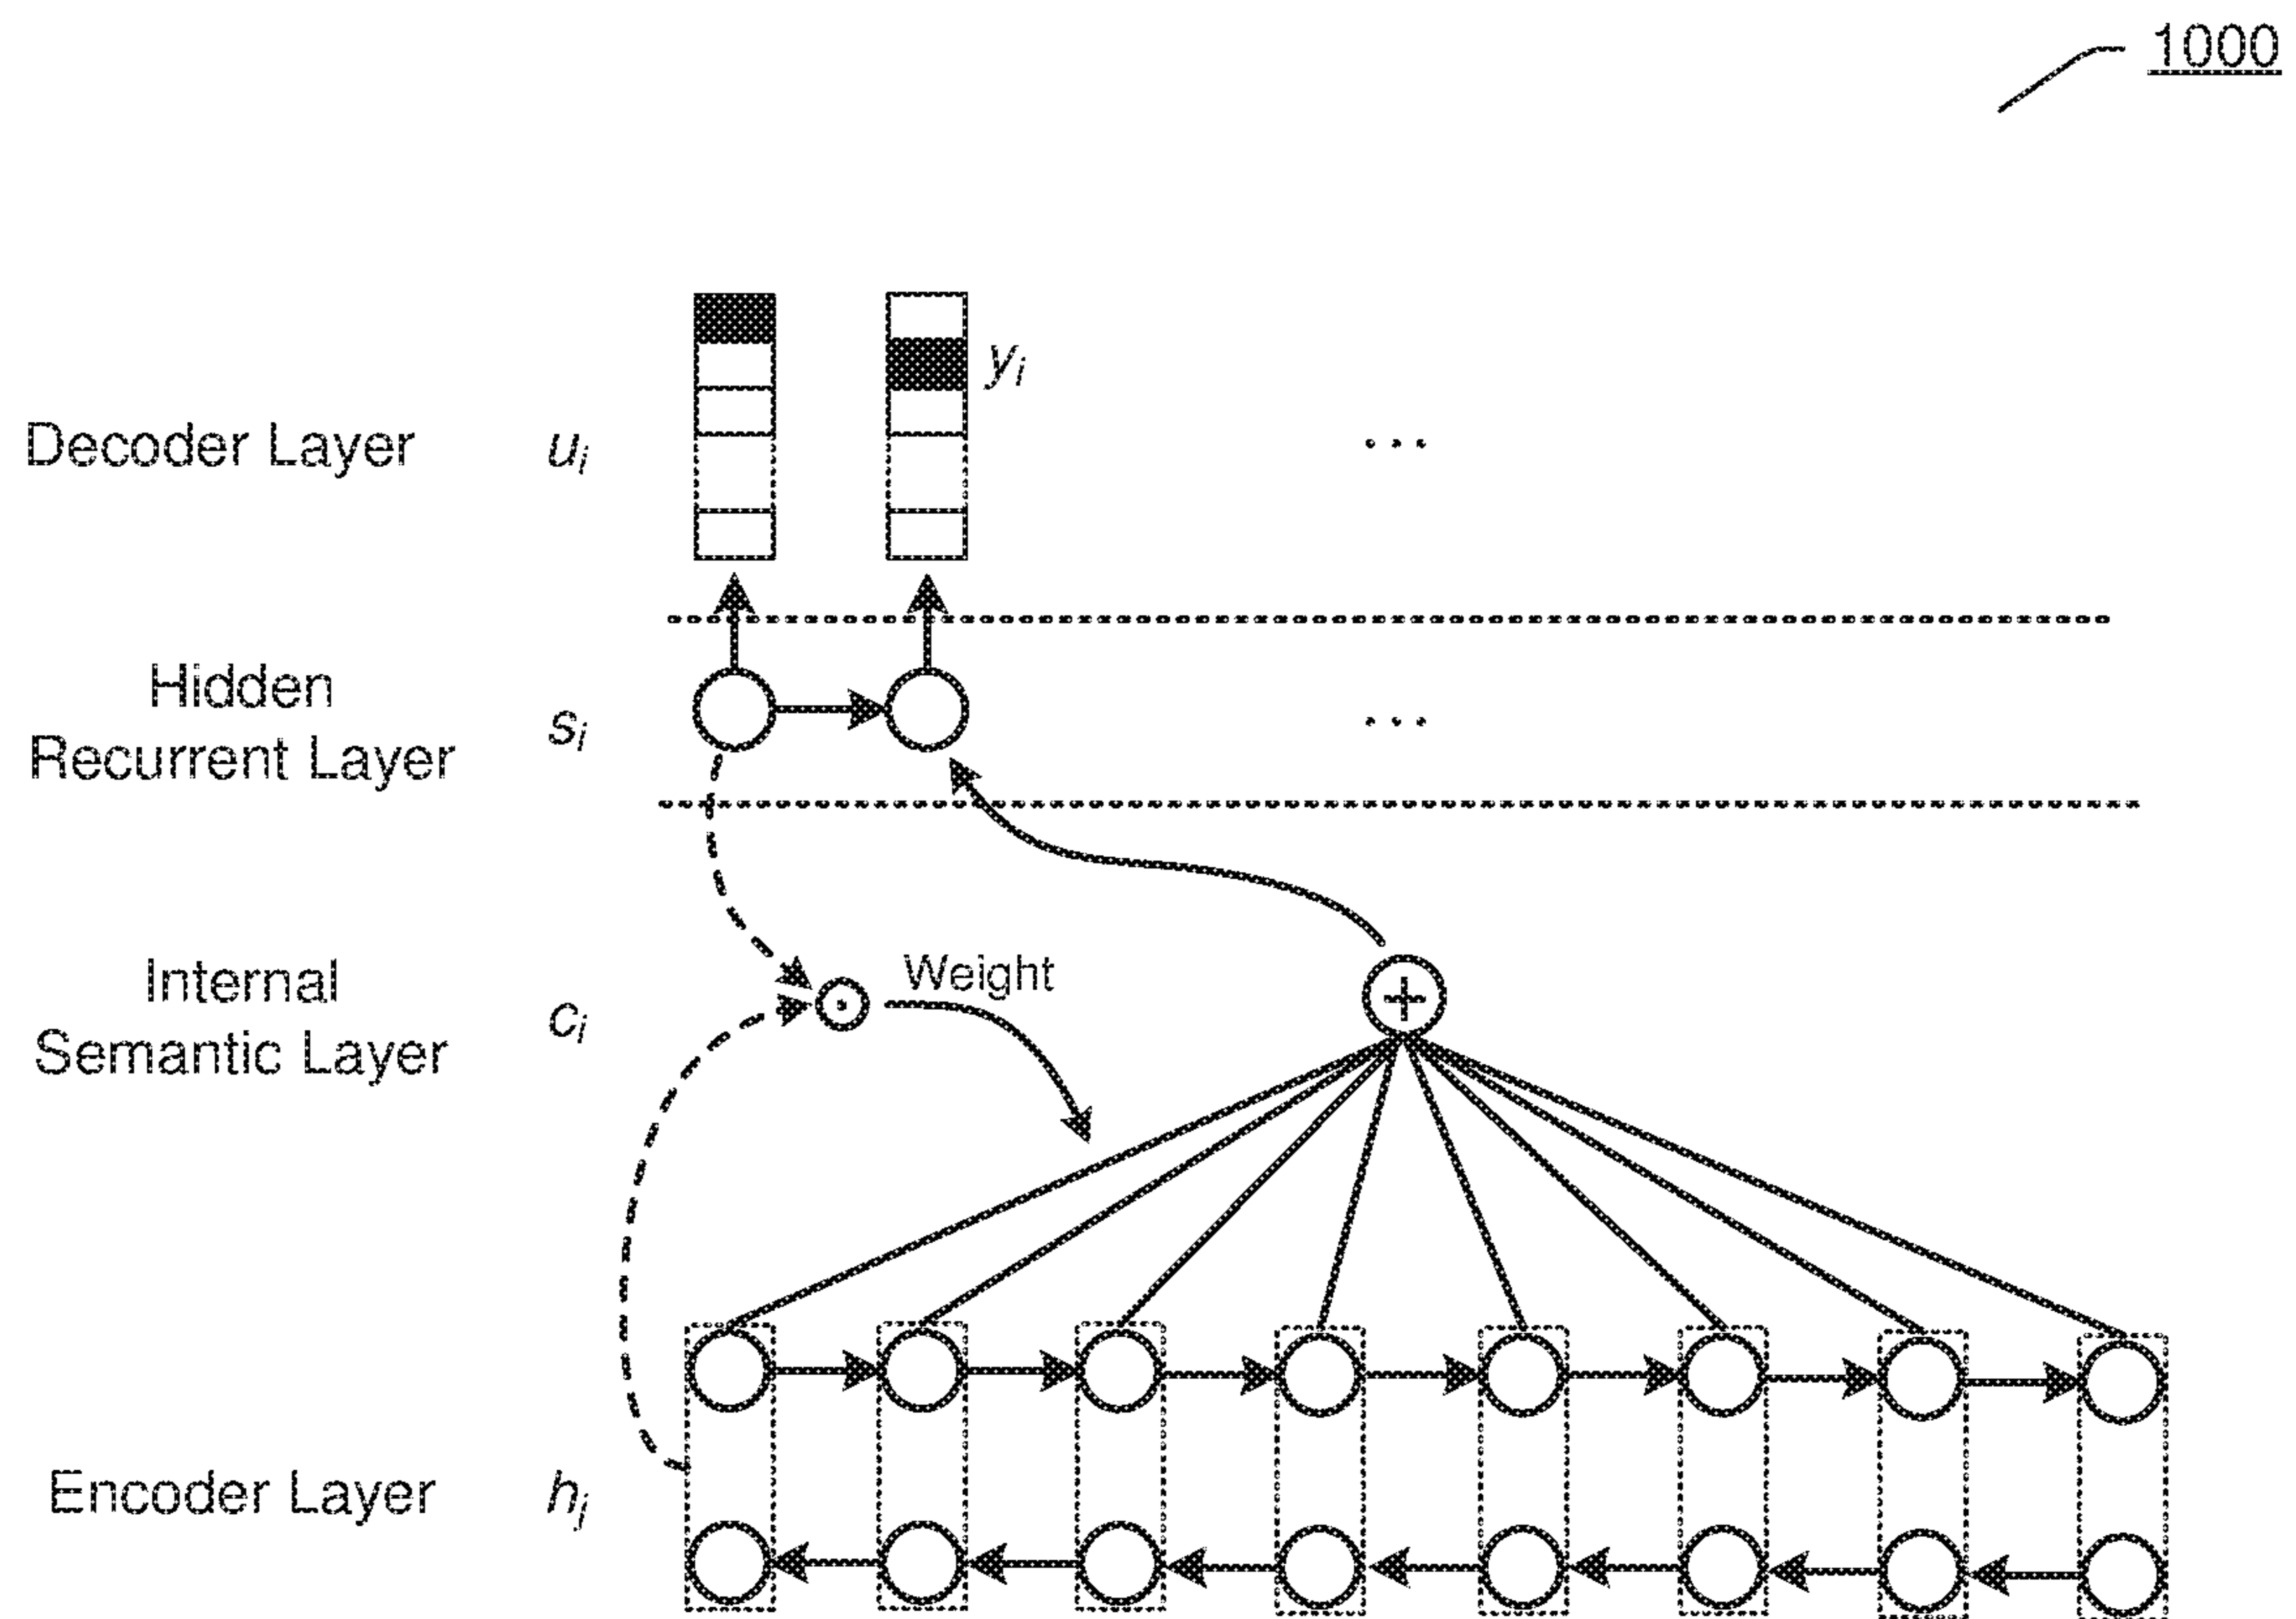 1000
y_i
Decoder Layer u_i
...
Hidden
Recurrent Layer s_i
...
Weight
Internal
Semantic Layer c_i
Encoder Layer h_j